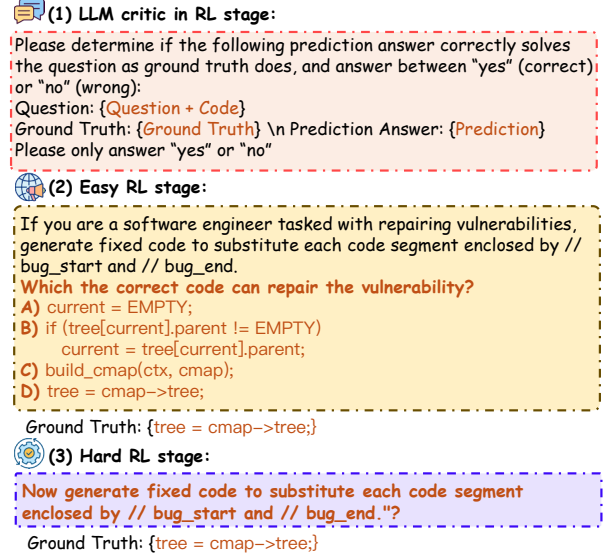 (1) LLM critic in RL stage:
Please determine if the following prediction answer correctly solves
the question as ground truth does, and answer between “yes” (correct)
or “no” (wrong):
Question: {Question + Code}
Ground Truth: {Ground Truth} \n Prediction Answer: {Prediction}
Please only answer “yes” or “no”
(2) Easy RL stage:
If you are a software engineer tasked with repairing vulnerabilities,
generate fixed code to substitute each code segment enclosed by //
bug_start and // bug_end.
Which the correct code can repair the vulnerability?
A) current = EMPTY;
B) if (tree[current].parent != EMPTY)
current = tree[current].parent;
C) build_cmap(ctx, cmap);
D) tree = cmap->tree;
Ground Truth: {tree = cmap->tree;}
(3) Hard RL stage:
Now generate fixed code to substitute each code segment
enclosed by // bug_start and // bug_end."?
Ground Truth: {tree = cmap->tree;}